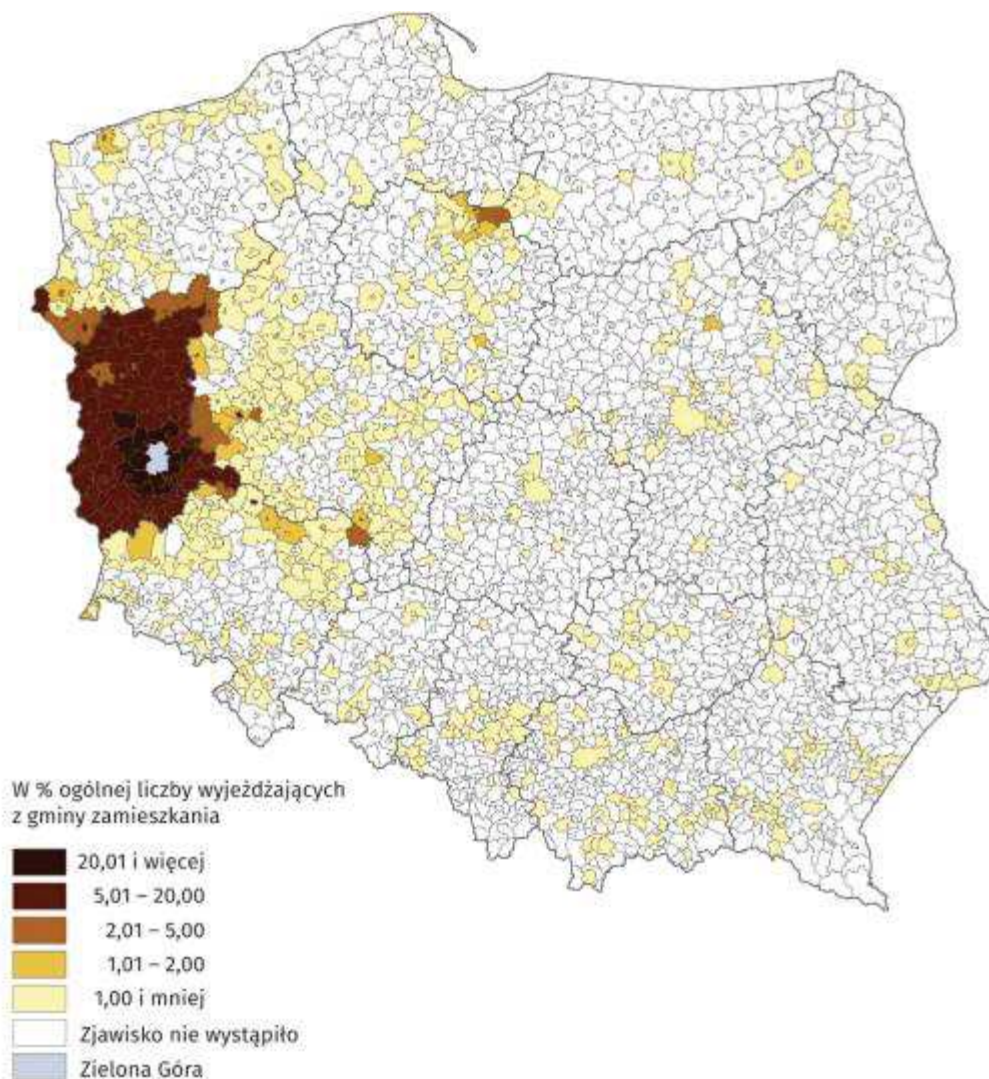 W % ogólnej liczby wyjeżdżających
z gminy zamieszkania
20,01 i więcej
5,01 – 20,00
2,01 – 5,00
1,01 – 2,00
1,00 i mniej
Zjawisko nie wystąpiło
Zielona Góra